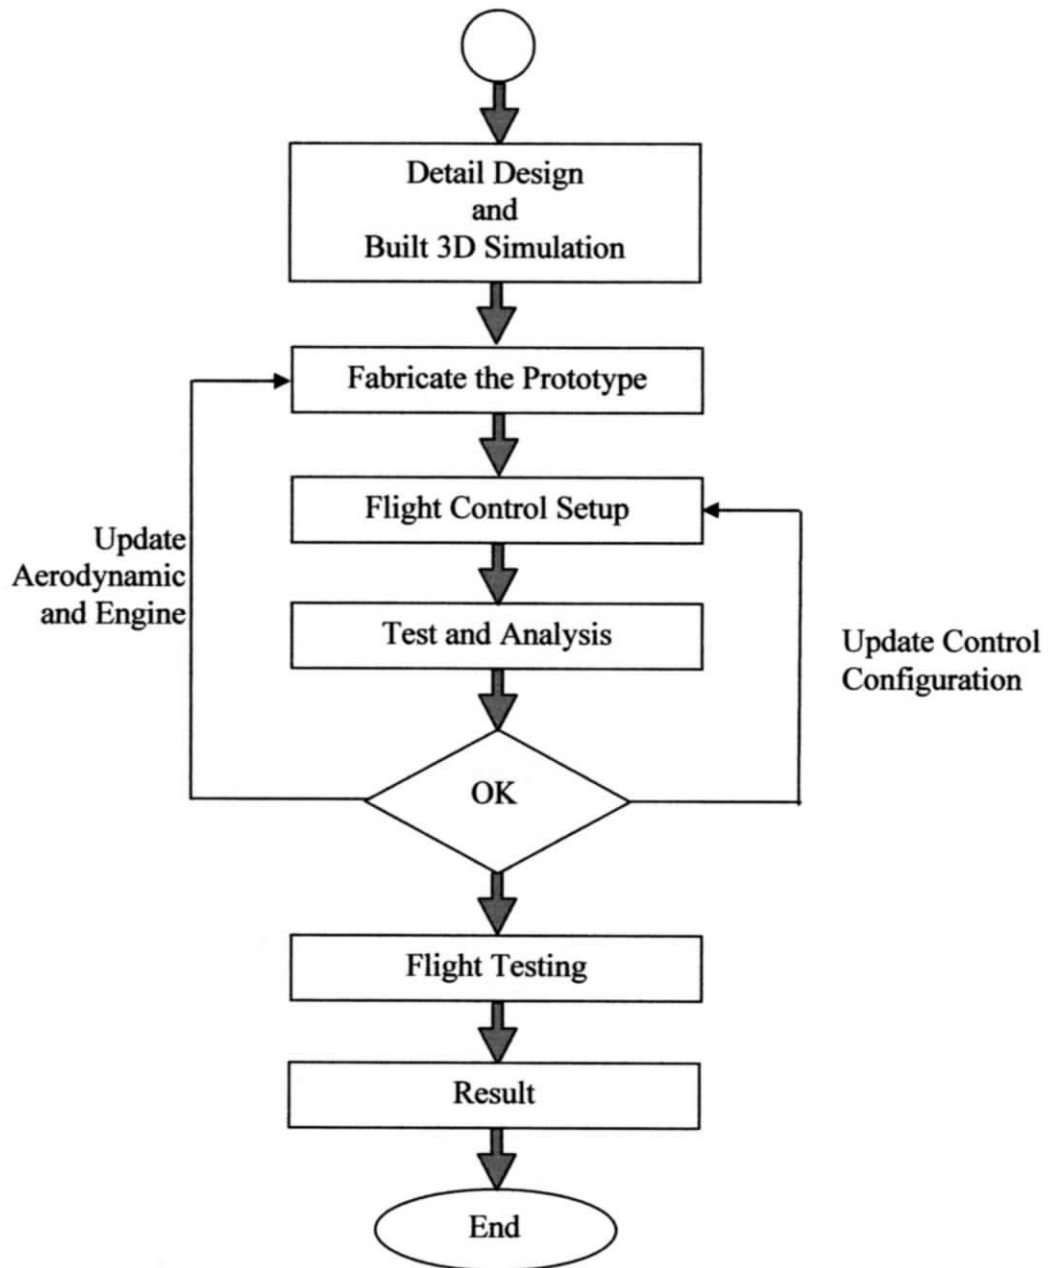 Detail Design
and
Built 3D Simulation
Fabricate the Prototype
Flight Control Setup
Update
Aerodynamic
and Engine
Test and Analysis
Update Control
Configuration
OK
Flight Testing
Result
End